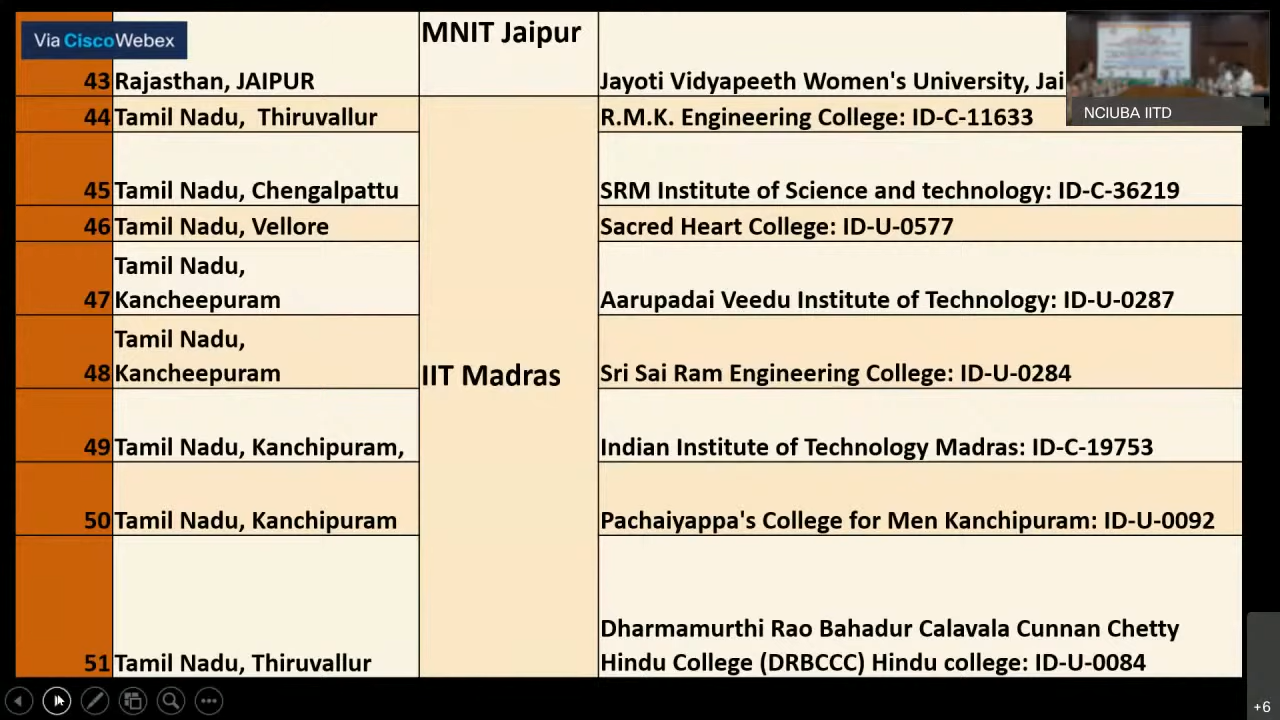 Via Cisco Webex
MNIT Jaipur
43 Rajasthan, JAIPUR Jayoti Vidyapeeth Women's University, Jai
NCIUBA IITD
44 Tamil Nadu, Thiruvallur R.M.K. Engineering College: ID-C-11633
45 Tamil Nadu, Chengalpattu SRM Institute of Science and technology: ID-C-36219
46 Tamil Nadu, Vellore Sacred Heart College: ID-U-0577
Tamil Nadu,
47 Kancheepuram Aarupadai Veedu Institute of Technology: ID-U-0287
Tamil Nadu,
48 Kancheepuram IIT Madras Sri Sai Ram Engineering College: ID-U-0284
49 Tamil Nadu, Kanchipuram, Indian Institute of Technology Madras: ID-C-19753
50 Tamil Nadu, Kanchipuram Pachaiyappa's College for Men Kanchipuram: ID-U-0092
Dharmamurthi Rao Bahadur Calavala Cunnan Chetty
51 Tamil Nadu, Thiruvallur Hindu College (DRBCCC) Hindu college: ID-U-0084
+6